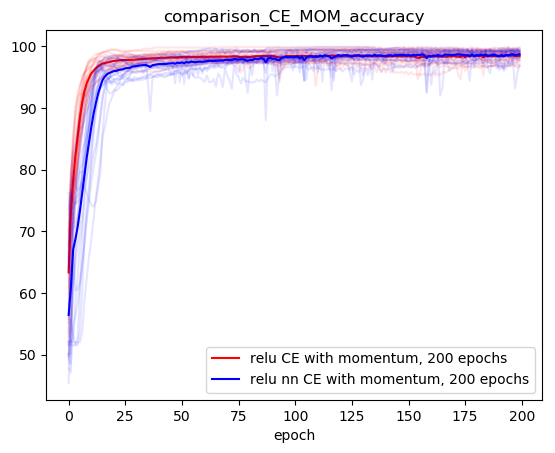 comparison_CE_MOM_accuracy
100
90
80
70
60
50
relu CE with momentum, 200 epochs
relu nn CE with momentum, 200 epochs
0 25 50 75 100 125 150 175 200
epoch